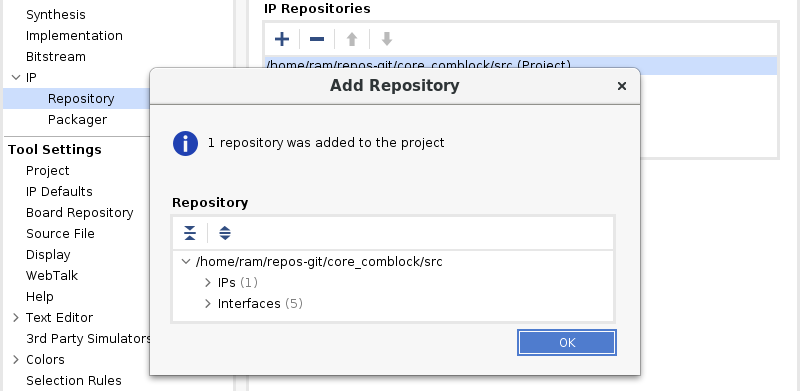 Synthesis
Implementation
Bitstream
IP
Repository
Packager
Tool Settings
Project
IP Defaults
Board Repository
Source File
Display
WebTalk
Help
Text Editor
3rd Party Simulators
Colors
Selection Rules
IP Repositories
/home/ram/repos-git/core_comblock/src (Project)
Add Repository
1 repository was added to the project
Repository
/home/ram/repos-git/core_comblock/src
IPs (1)
Interfaces (5)
OK